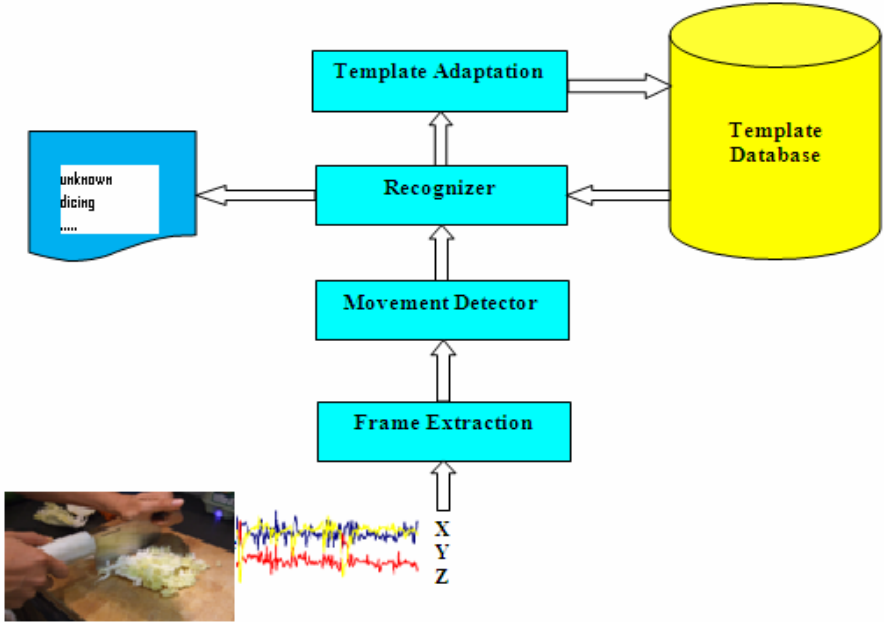 Template Adaptation
Template
Database
unknown
dicing
.....
Recognizer
Movement Detector
Frame Extraction
X
Y
Z